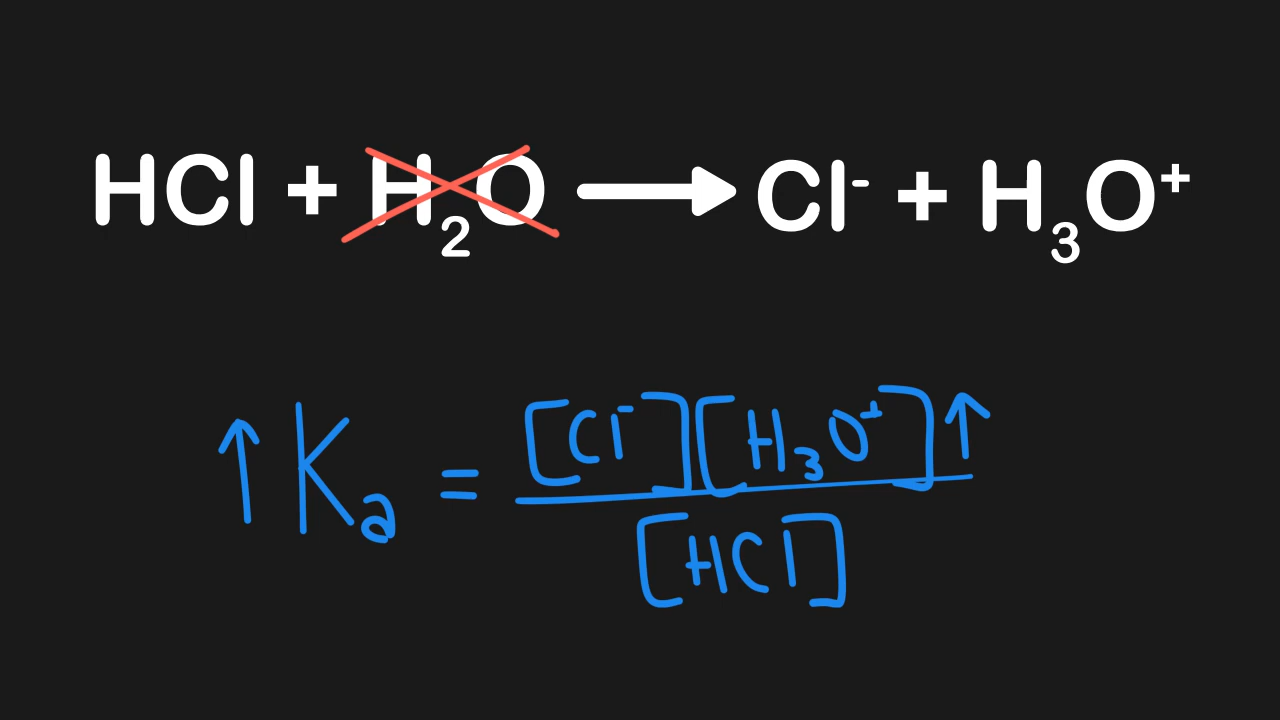 HCl + H₂O → Cl⁻ + H₃O⁺
↑ Kₐ = [Cl⁻][H₃O⁺] ↑
[HCl]